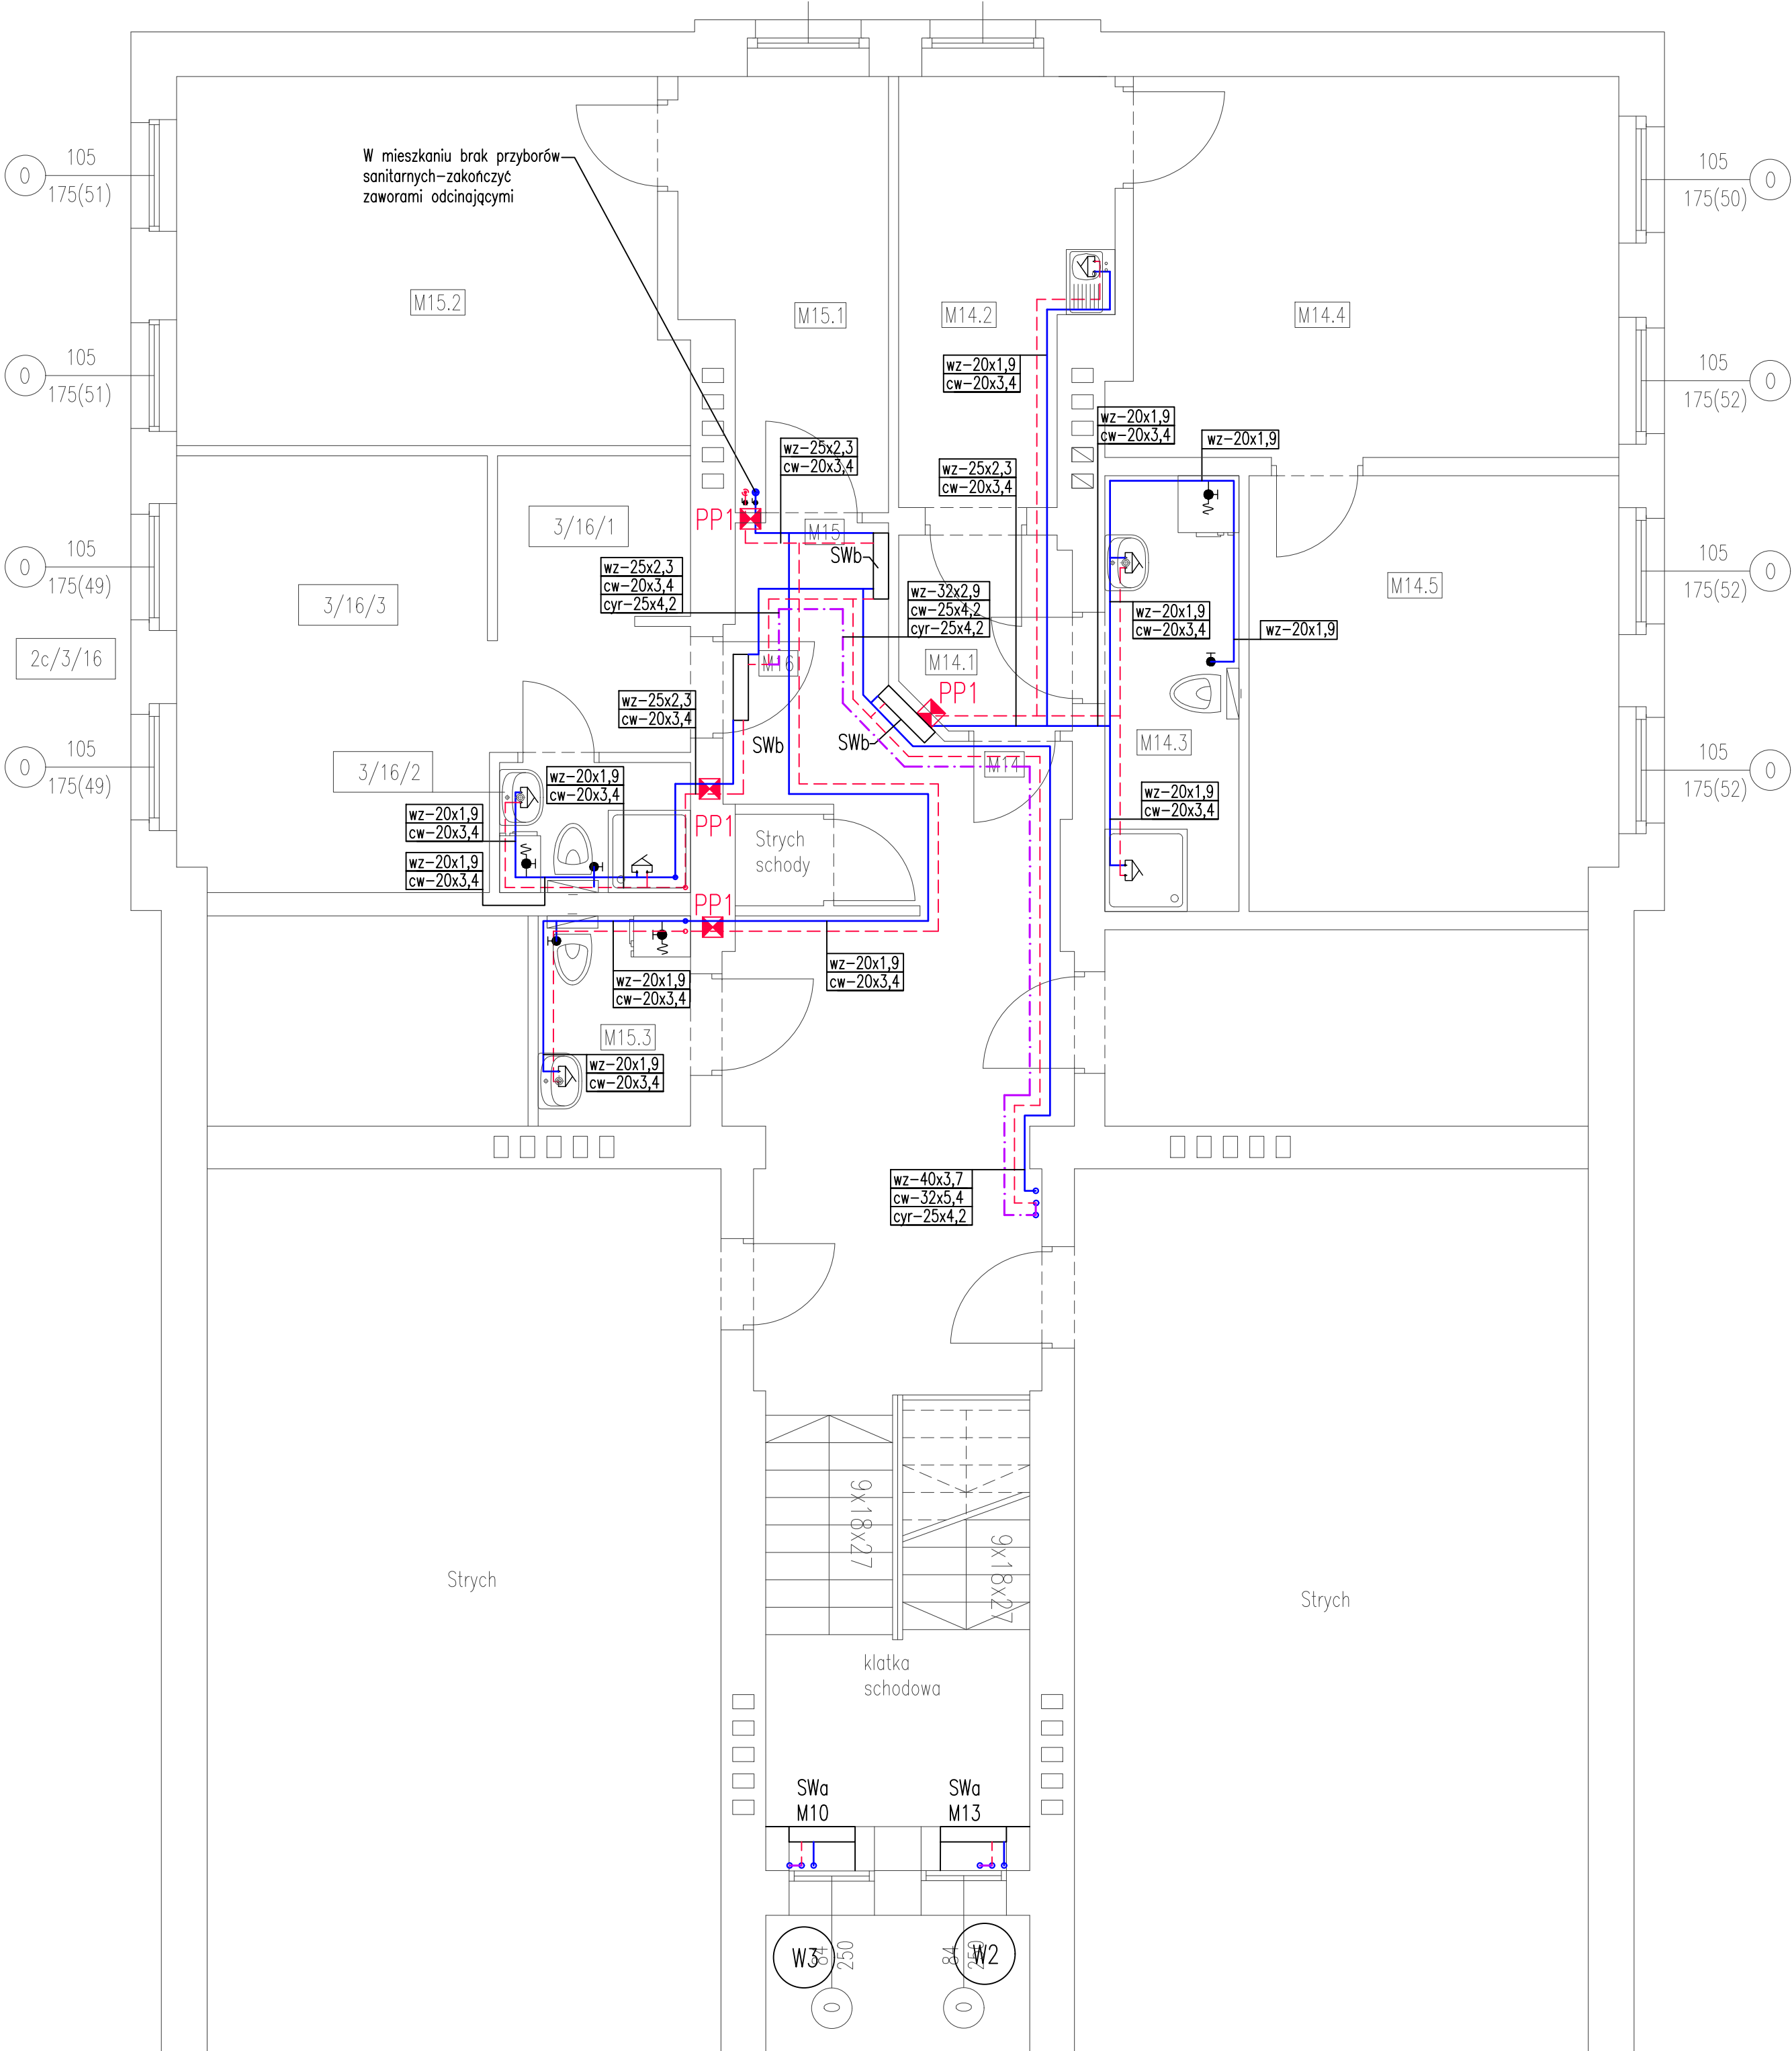 W mieszkaniu brak przyborów
sanitarnych-zakończyć
zaworami odcinającymi
105
175(51)
O
105
175(50)
O
M15.2
M15.1
M14.2
M14.4
105
175(51)
O
105
175(52)
O
wz-20x1,9
cw-20x3,4
wz-20x1,9
cw-20x3,4
wz-20x1,9
wz-25x2,3
cw-20x3,4
wz-25x2,3
cw-20x3,4
PP1
3/16/1
M15
SWb
105
175(49)
O
105
175(52)
O
wz-25x2,3
cw-20x3,4
cyr-25x4,2
wz-32x2,9
cw-25x4,2
cyr-25x4,2
3/16/3
M14.5
wz-20x1,9
cw-20x3,4
wz-20x1,9
2c/3/16
M16
M14.1
PP1
wz-25x2,3
cw-20x3,4
SWb
SWb
M14.3
M14
105
175(49)
O
105
175(52)
O
3/16/2
wz-20x1,9
cw-20x3,4
wz-20x1,9
cw-20x3,4
wz-20x1,9
cw-20x3,4
wz-20x1,9
cw-20x3,4
PP1
Strych
schody
PP1
wz-20x1,9
cw-20x3,4
wz-20x1,9
cw-20x3,4
M15.3
wz-20x1,9
cw-20x3,4
wz-40x3,7
cw-32x5,4
cyr-25x4,2
9x18x27
9x18x27
Strych
Strych
klatka
schodowa
SWa
M10
SWa
M13
W3
84
250
O
84
250
W2
O